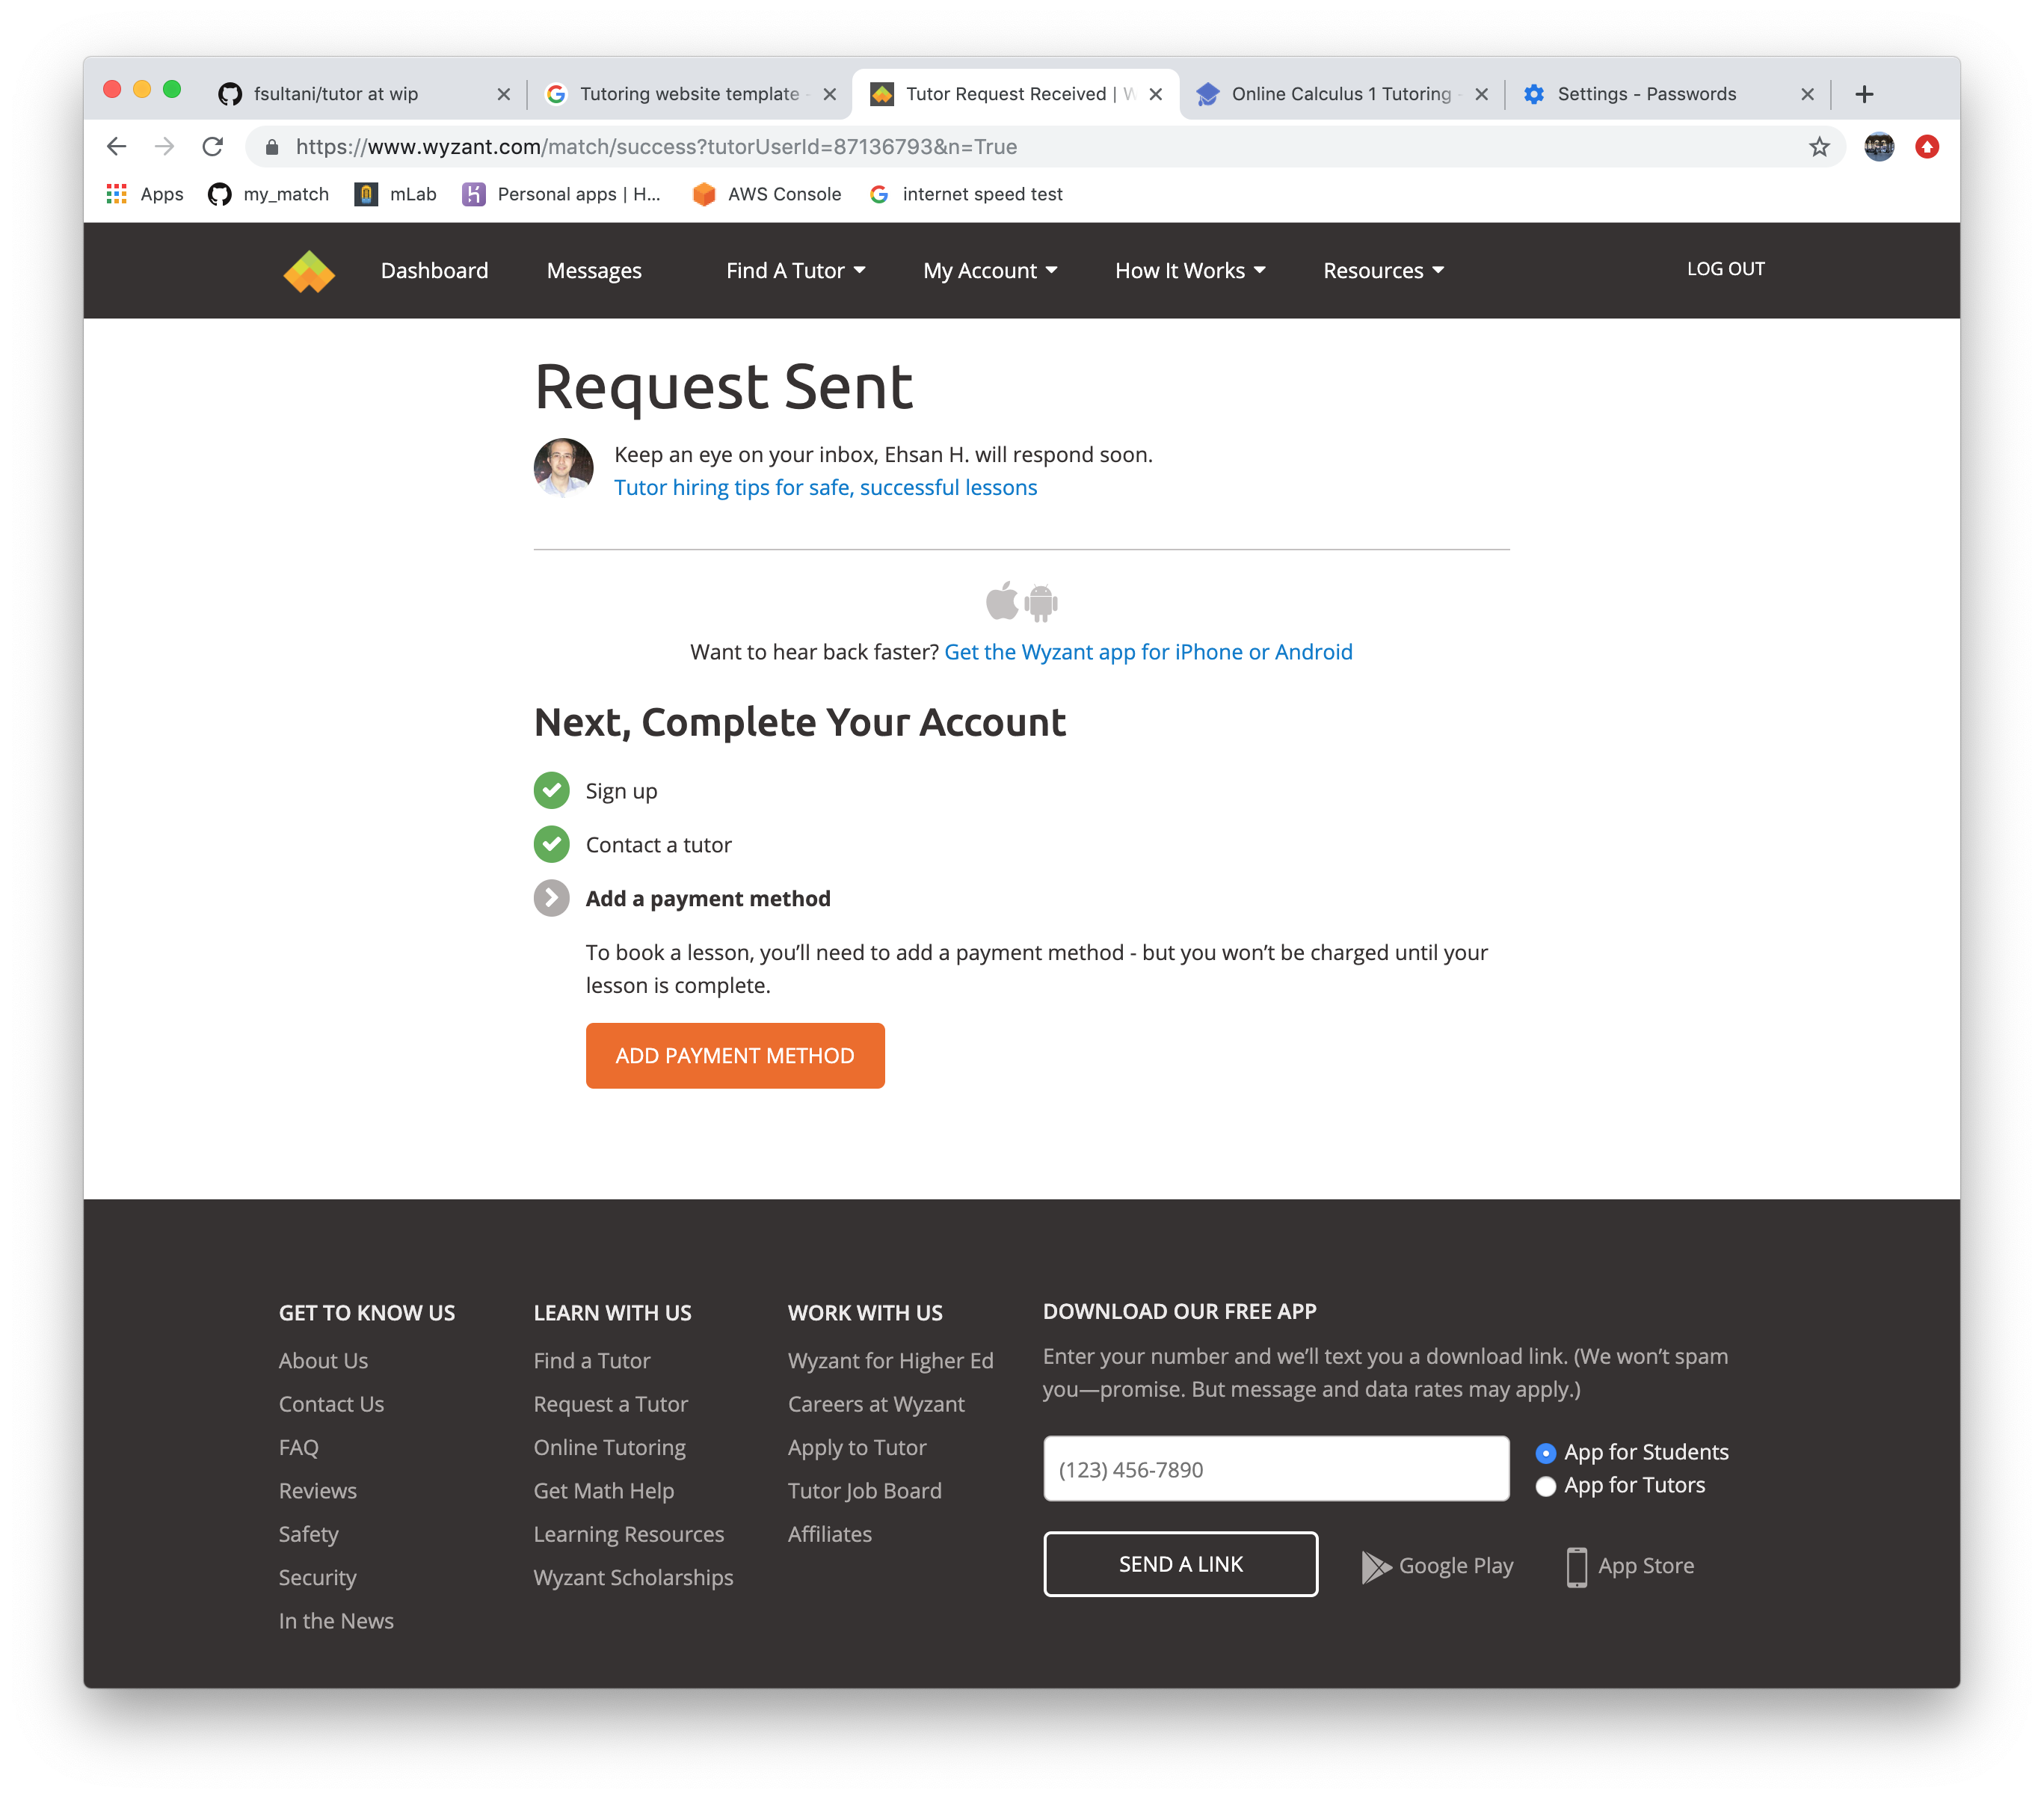 fsultani/tutor at wip
Tutoring website template
Tutor Request Received | W
Online Calculus 1 Tutoring
Settings - Passwords
https://www.wyzant.com/match/success?tutorUserId=87136793&n=True
Apps
my_match
mLab
Personal apps | H...
AWS Console
internet speed test
Dashboard
Messages
Find A Tutor
My Account
How It Works
Resources
LOG OUT
Request Sent
Keep an eye on your inbox, Ehsan H. will respond soon.
Tutor hiring tips for safe, successful lessons
Want to hear back faster? Get the Wyzant app for iPhone or Android
Next, Complete Your Account
Sign up
Contact a tutor
Add a payment method
To book a lesson, you’ll need to add a payment method - but you won’t be charged until your
lesson is complete.
ADD PAYMENT METHOD
GET TO KNOW US
About Us
Contact Us
FAQ
Reviews
Safety
Security
In the News
LEARN WITH US
Find a Tutor
Request a Tutor
Online Tutoring
Get Math Help
Learning Resources
Wyzant Scholarships
WORK WITH US
Wyzant for Higher Ed
Careers at Wyzant
Apply to Tutor
Tutor Job Board
Affiliates
DOWNLOAD OUR FREE APP
Enter your number and we’ll text you a download link. (We won’t spam
you—promise. But message and data rates may apply.)
(123) 456-7890
App for Students
App for Tutors
SEND A LINK
Google Play
App Store